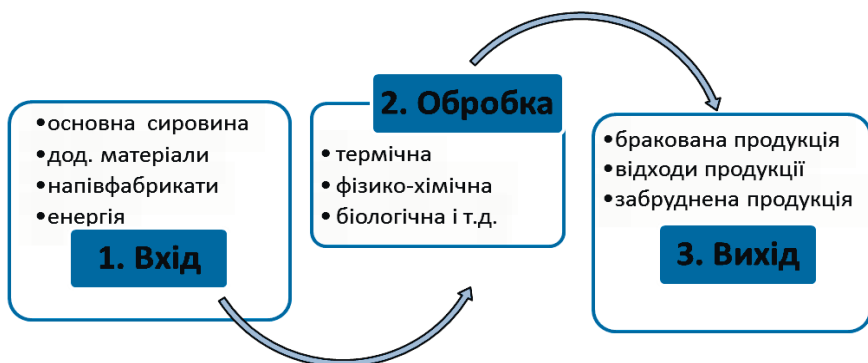 •основна сировина
•дод. матеріали
•напівфабрикати
•енергія
1. Вхід
2. Обробка
•термічна
•фізико-хімічна
•біологічна і т.д.
•бракована продукція
•відходи продукції
•забруднена продукція
3. Вихід